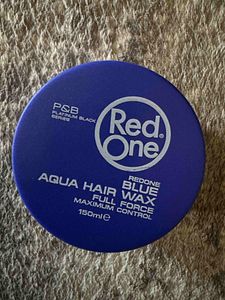 P&B
PLATINUM BLACK
SERIES
Red
One
REDONE
BLUE
AQUA HAIR WAX
FULL FORCE
MAXIMUM CONTROL
150ml ℮